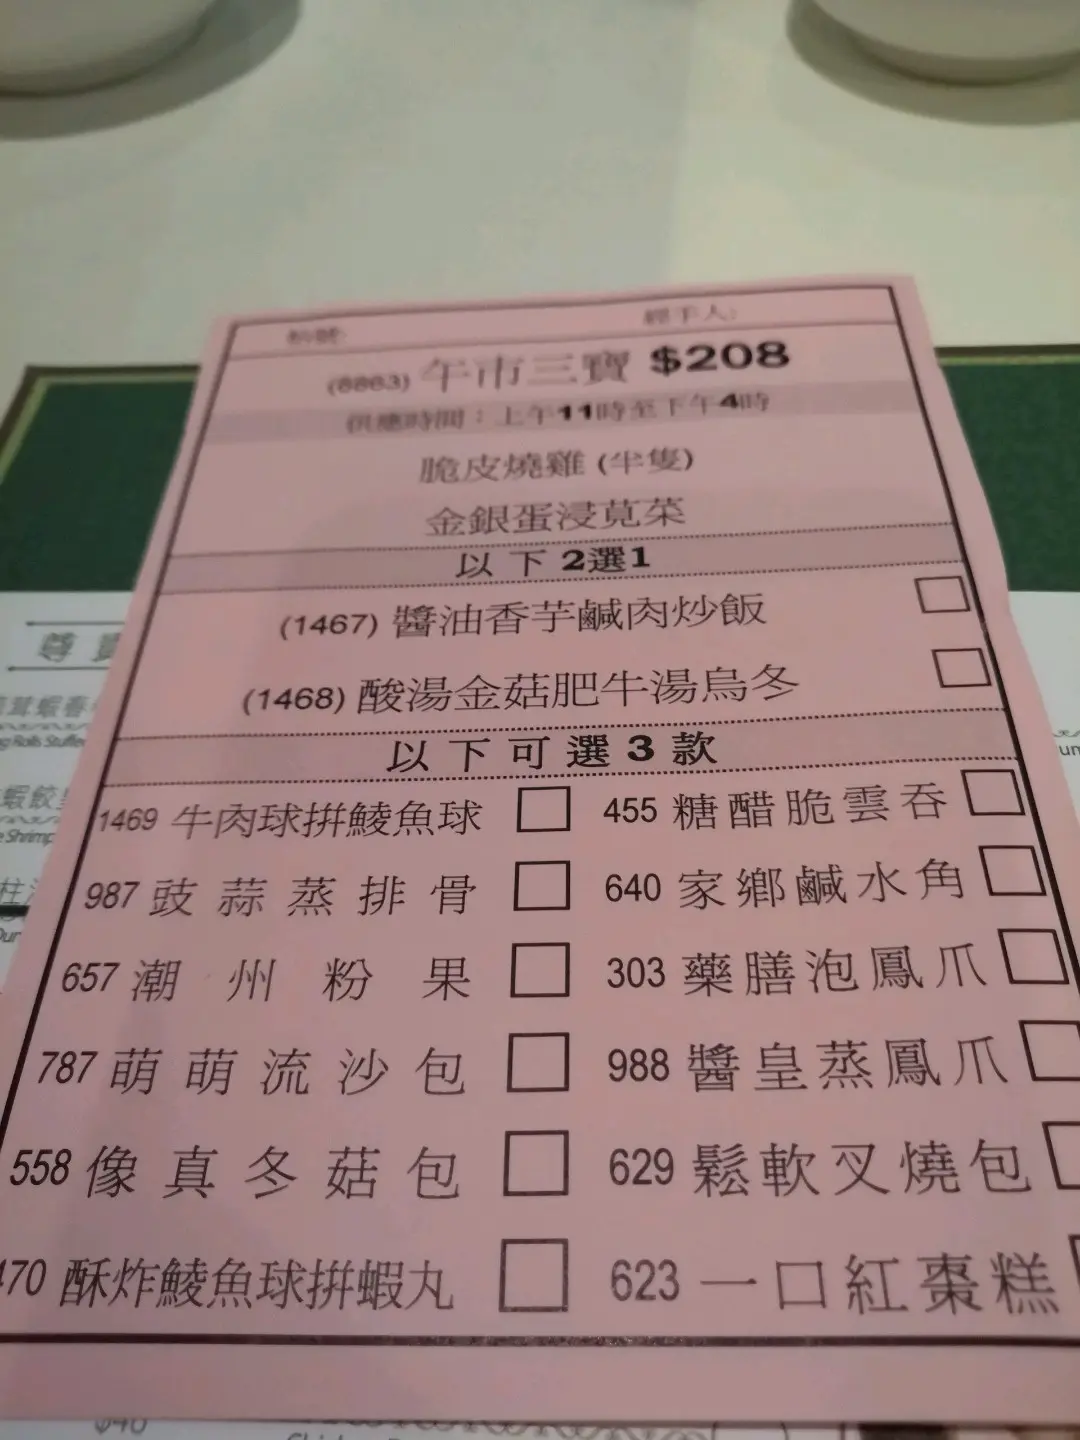 經手人:
(6863) 午市三寶 $208
供應時間：上午11時至下午4時
脆皮燒雞 (半隻)
金銀蛋浸莧菜
以下2選1
(1467) 醬油香芋鹹肉炒飯
(1468) 酸湯金菇肥牛湯烏冬
以下可選3款
1469 牛肉球拼鯪魚球
455 糖醋脆雲吞
987 豉蒜蒸排骨
640 家鄉鹹水角
657 潮州粉果
303 藥膳泡鳳爪
787 萌萌流沙包
988 醬皇蒸鳳爪
558 像真冬菇包
629 鬆軟叉燒包
470 酥炸鯪魚球拼蝦丸
623 一口紅棗糕
尊
$40